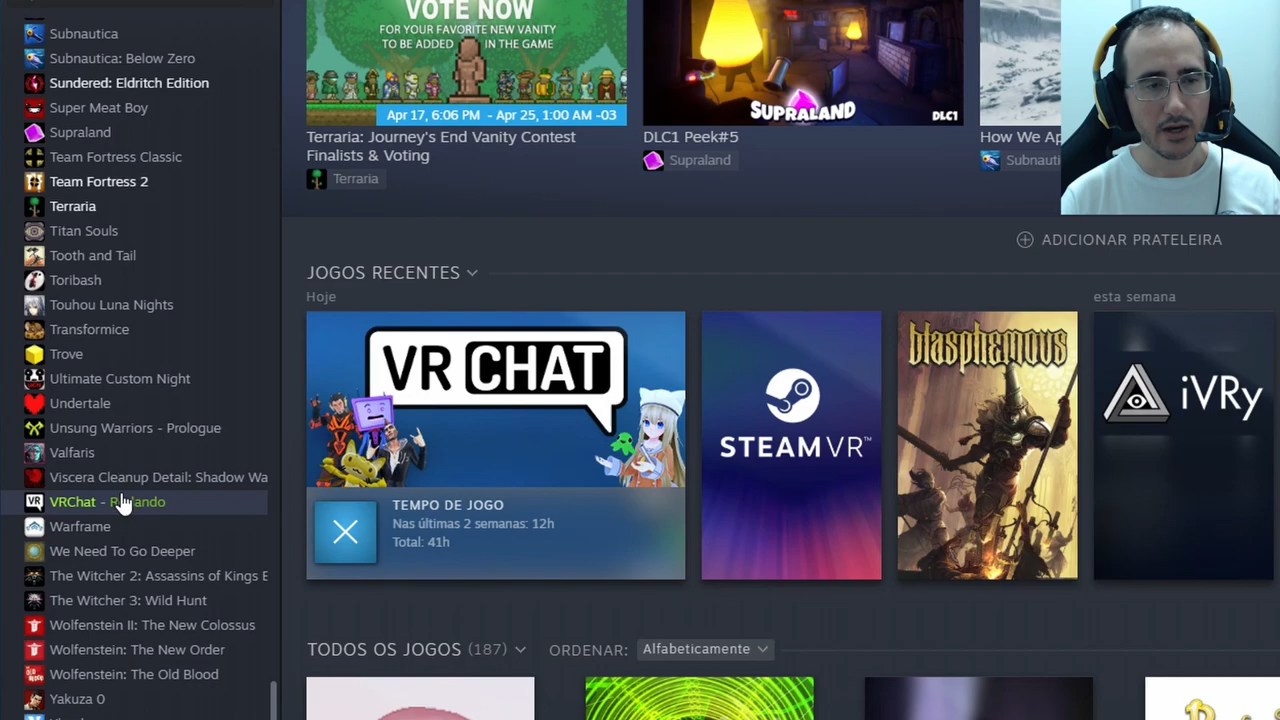 Subnautica
Subnautica: Below Zero
Sundered: Eldritch Edition
Super Meat Boy
Supraland
Team Fortress Classic
Team Fortress 2
Terraria
Titan Souls
Tooth and Tail
Toribash
Touhou Luna Nights
Transformice
Trove
Ultimate Custom Night
Undertale
Unsung Warriors - Prologue
Valfaris
Viscera Cleanup Detail: Shadow Wa
VRChat -
Warframe
We Need To Go Deeper
The Witcher 2: Assassins of Kings E
The Witcher 3: Wild Hunt
Wolfenstein II: The New Colossus
Wolfenstein: The New Order
Wolfenstein: The Old Blood
Yakuza 0
VOTE NOW
FOR YOUR FAVORITE NEW VANITY
TO BE ADDED IN THE GAME
Apr 17, 6:06 PM - Apr 25, 1:00 AM -03
Terraria: Journey's End Vanity Contest
Finalists & Voting
Terraria
SUPRALAND
DLC1
DLC1 Peek#5
Supraland
How We Ap
Subnauti
ADICIONAR PRATELEIRA
JOGOS RECENTES
Hoje
esta semana
VR CHAT
TEMPO DE JOGO
Nas últimas 2 semanas: 12h
Total: 41h
STEAM VR™
blasphemous
iVRy
TODOS OS JOGOS (187)
ORDENAR: Alfabeticamente